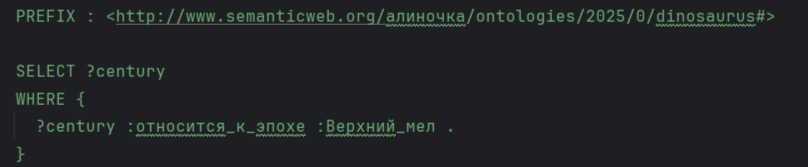 PREFIX : <http://www.semanticweb.org/алиночка/ontologies/2025/0/dinosaurus#>
SELECT ?century
WHERE {
?century :относится_к_эпохе :Верхний_мел .
}